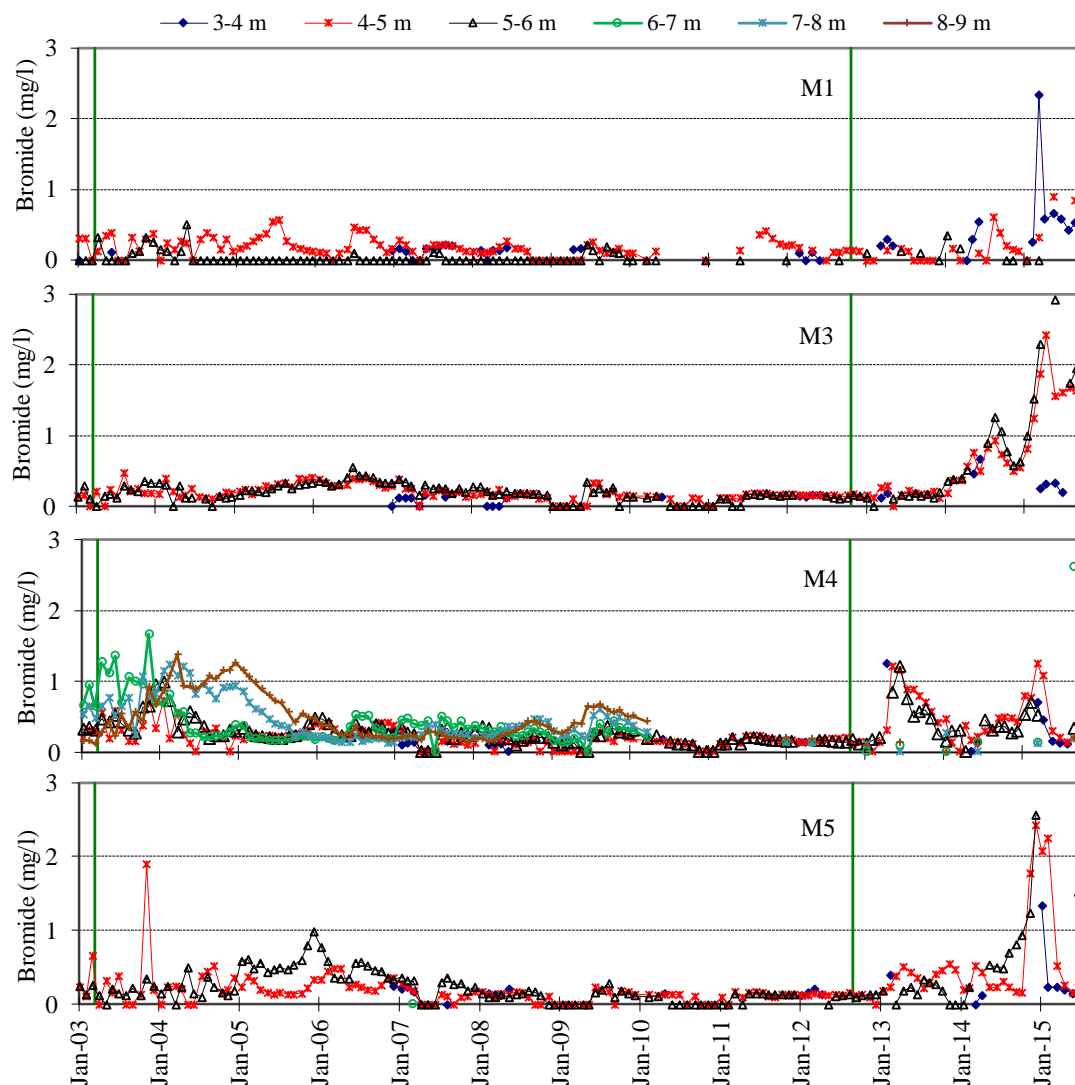 3-4 m 4-5 m 5-6 m 6-7 m 7-8 m 8-9 m
3
2
1
0
Bromide (mg/l)
M1
3
2
1
0
Bromide (mg/l)
M3
3
2
1
0
Bromide (mg/l)
M4
3
2
1
0
Bromide (mg/l)
M5
Jan-03 Jan-04 Jan-05 Jan-06 Jan-07 Jan-08 Jan-09 Jan-10 Jan-11 Jan-12 Jan-13 Jan-14 Jan-15